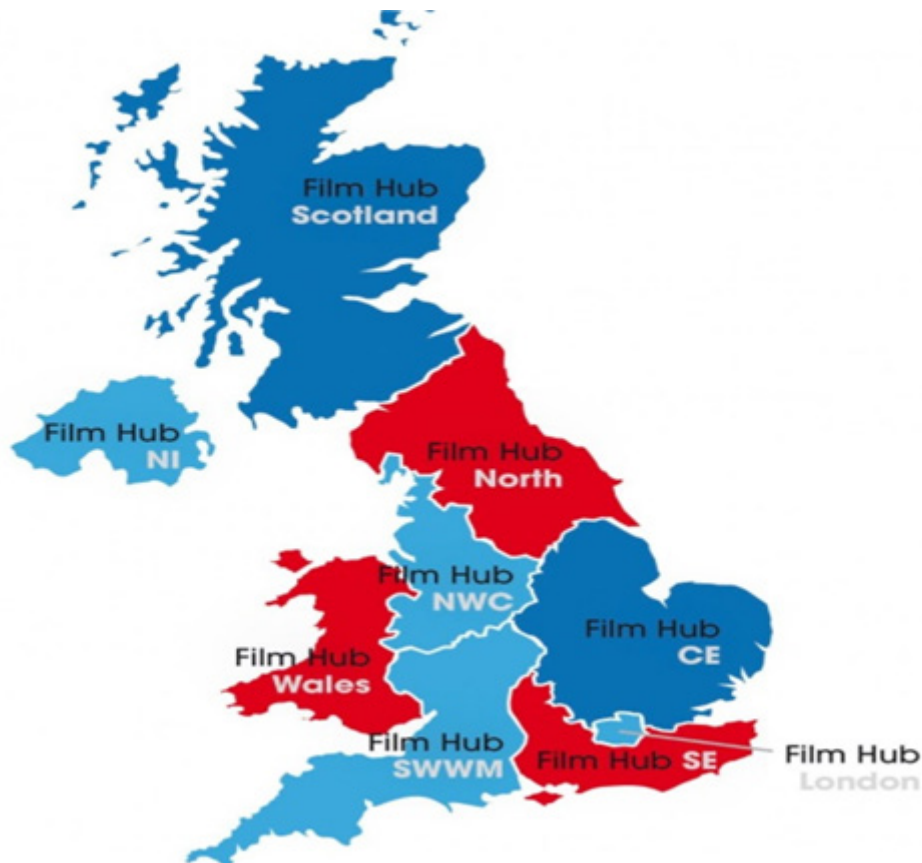 Film Hub
Scotland
Film Hub
NI
Film Hub
North
Film Hub
NWC
Film Hub
CE
Film Hub
Wales
Film Hub
SWWM
Film Hub SE
Film Hub
London